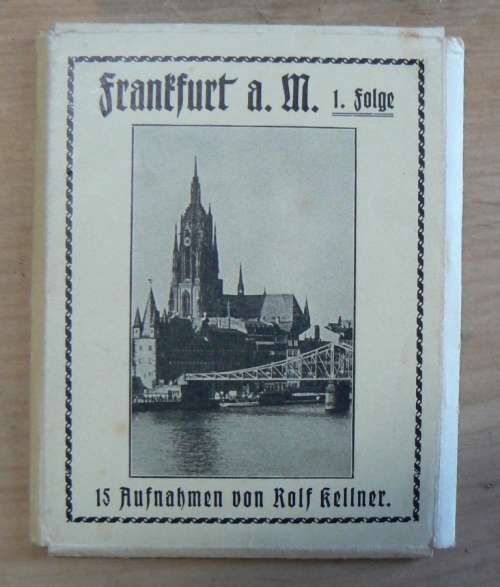 Frankfurt a. M. 1. Folge
15 Aufnahmen von Rolf Kellner.